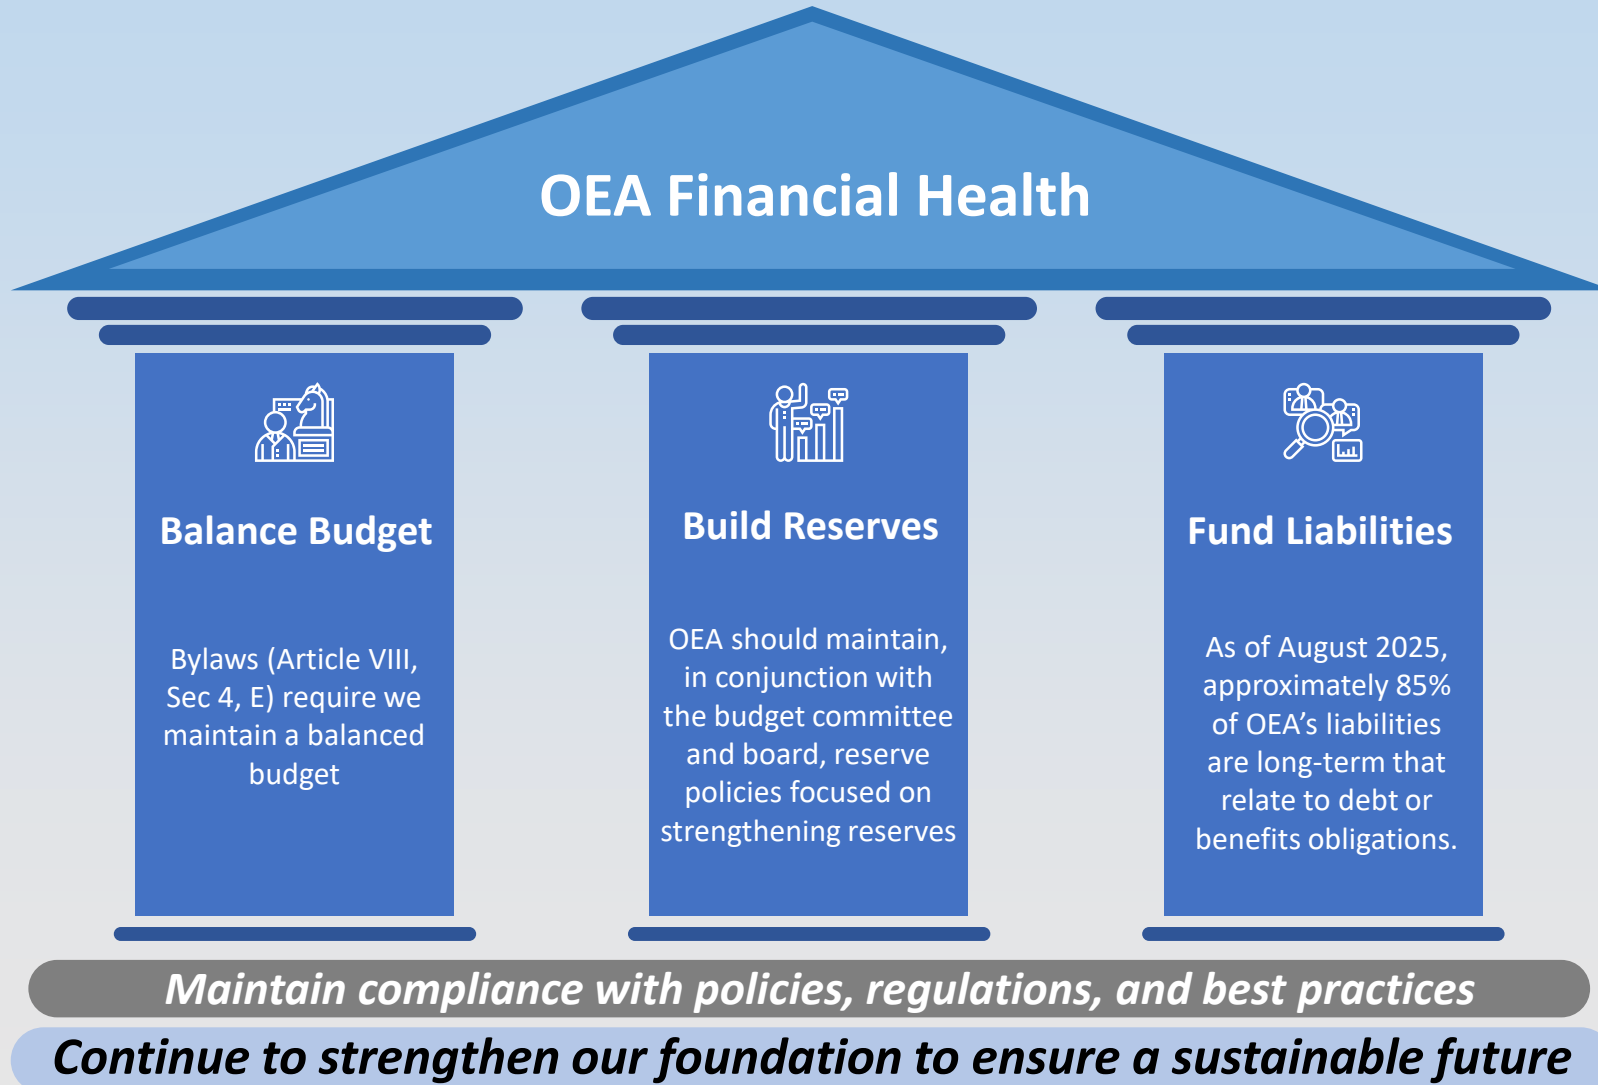 OEA Financial Health
Balance Budget
Bylaws (Article VIII,
Sec 4, E) require we
maintain a balanced
budget
Build Reserves
OEA should maintain,
in conjunction with
the budget committee
and board, reserve
policies focused on
strengthening reserves
Fund Liabilities
As of August 2025,
approximately 85%
of OEA’s liabilities
are long-term that
relate to debt or
benefits obligations.
Maintain compliance with policies, regulations, and best practices
Continue to strengthen our foundation to ensure a sustainable future